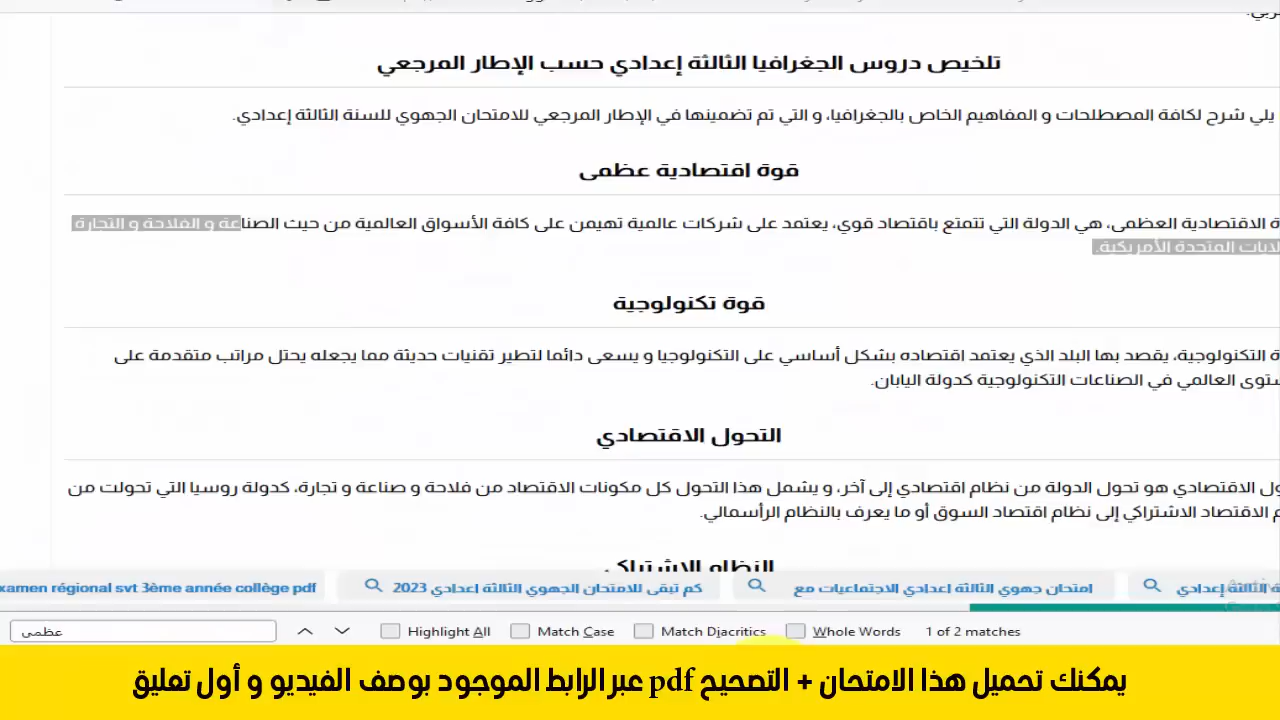 تلخيص دروس الجغرافيا الثالثة إعدادي حسب الإطار المرجعي
يلي شرح لكافة المصطلحات و المفاهيم الخاص بالجغرافيا، و التي تم تضمينها في الإطار المرجعي للامتحان الجهوي للسنة الثالثة إعدادي.
قوة اقتصادية عظمى
ة الاقتصادية العظمى، هي الدولة التي تتمتع باقتصاد قوي، يعتمد على شركات عالمية تهيمن على كافة الأسواق العالمية من حيث الصناعة و الفلاحة و التجارة
لايات المتحدة الأمريكية.
قوة تكنولوجية
ة التكنولوجية، يقصد بها البلد الذي يعتمد اقتصاده بشكل أساسي على التكنولوجيا و يسعى دائما لتطير تقنيات حديثة مما يجعله يحتل مراتب متقدمة على
ستوى العالمي في الصناعات التكنولوجية كدولة اليابان.
التحول الاقتصادي
ول الاقتصادي هو تحول الدولة من نظام اقتصادي إلى آخر، و يشمل هذا التحول كل مكونات الاقتصاد من فلاحة و صناعة و تجارة، كدولة روسيا التي تحولت من
م الاقتصاد الاشتراكي إلى نظام اقتصاد السوق أو ما يعرف بالنظام الرأسمالي.
النظام الاشتراكي
الثالثة إعدادي
امتحان جهوي الثالثة اعدادي الاجتماعيات مع
كم تبقى للامتحان الجهوي الثالثة اعدادي 2023
xamen régional svt 3ème année collège pdf
عظمى Highlight All Match Case Match Diacritics Whole Words 1 of 2 matches
يمكنك تحميل هذا الامتحان + التصحيح pdf عبر الرابط الموجود بوصف الفيديو و أول تعليق